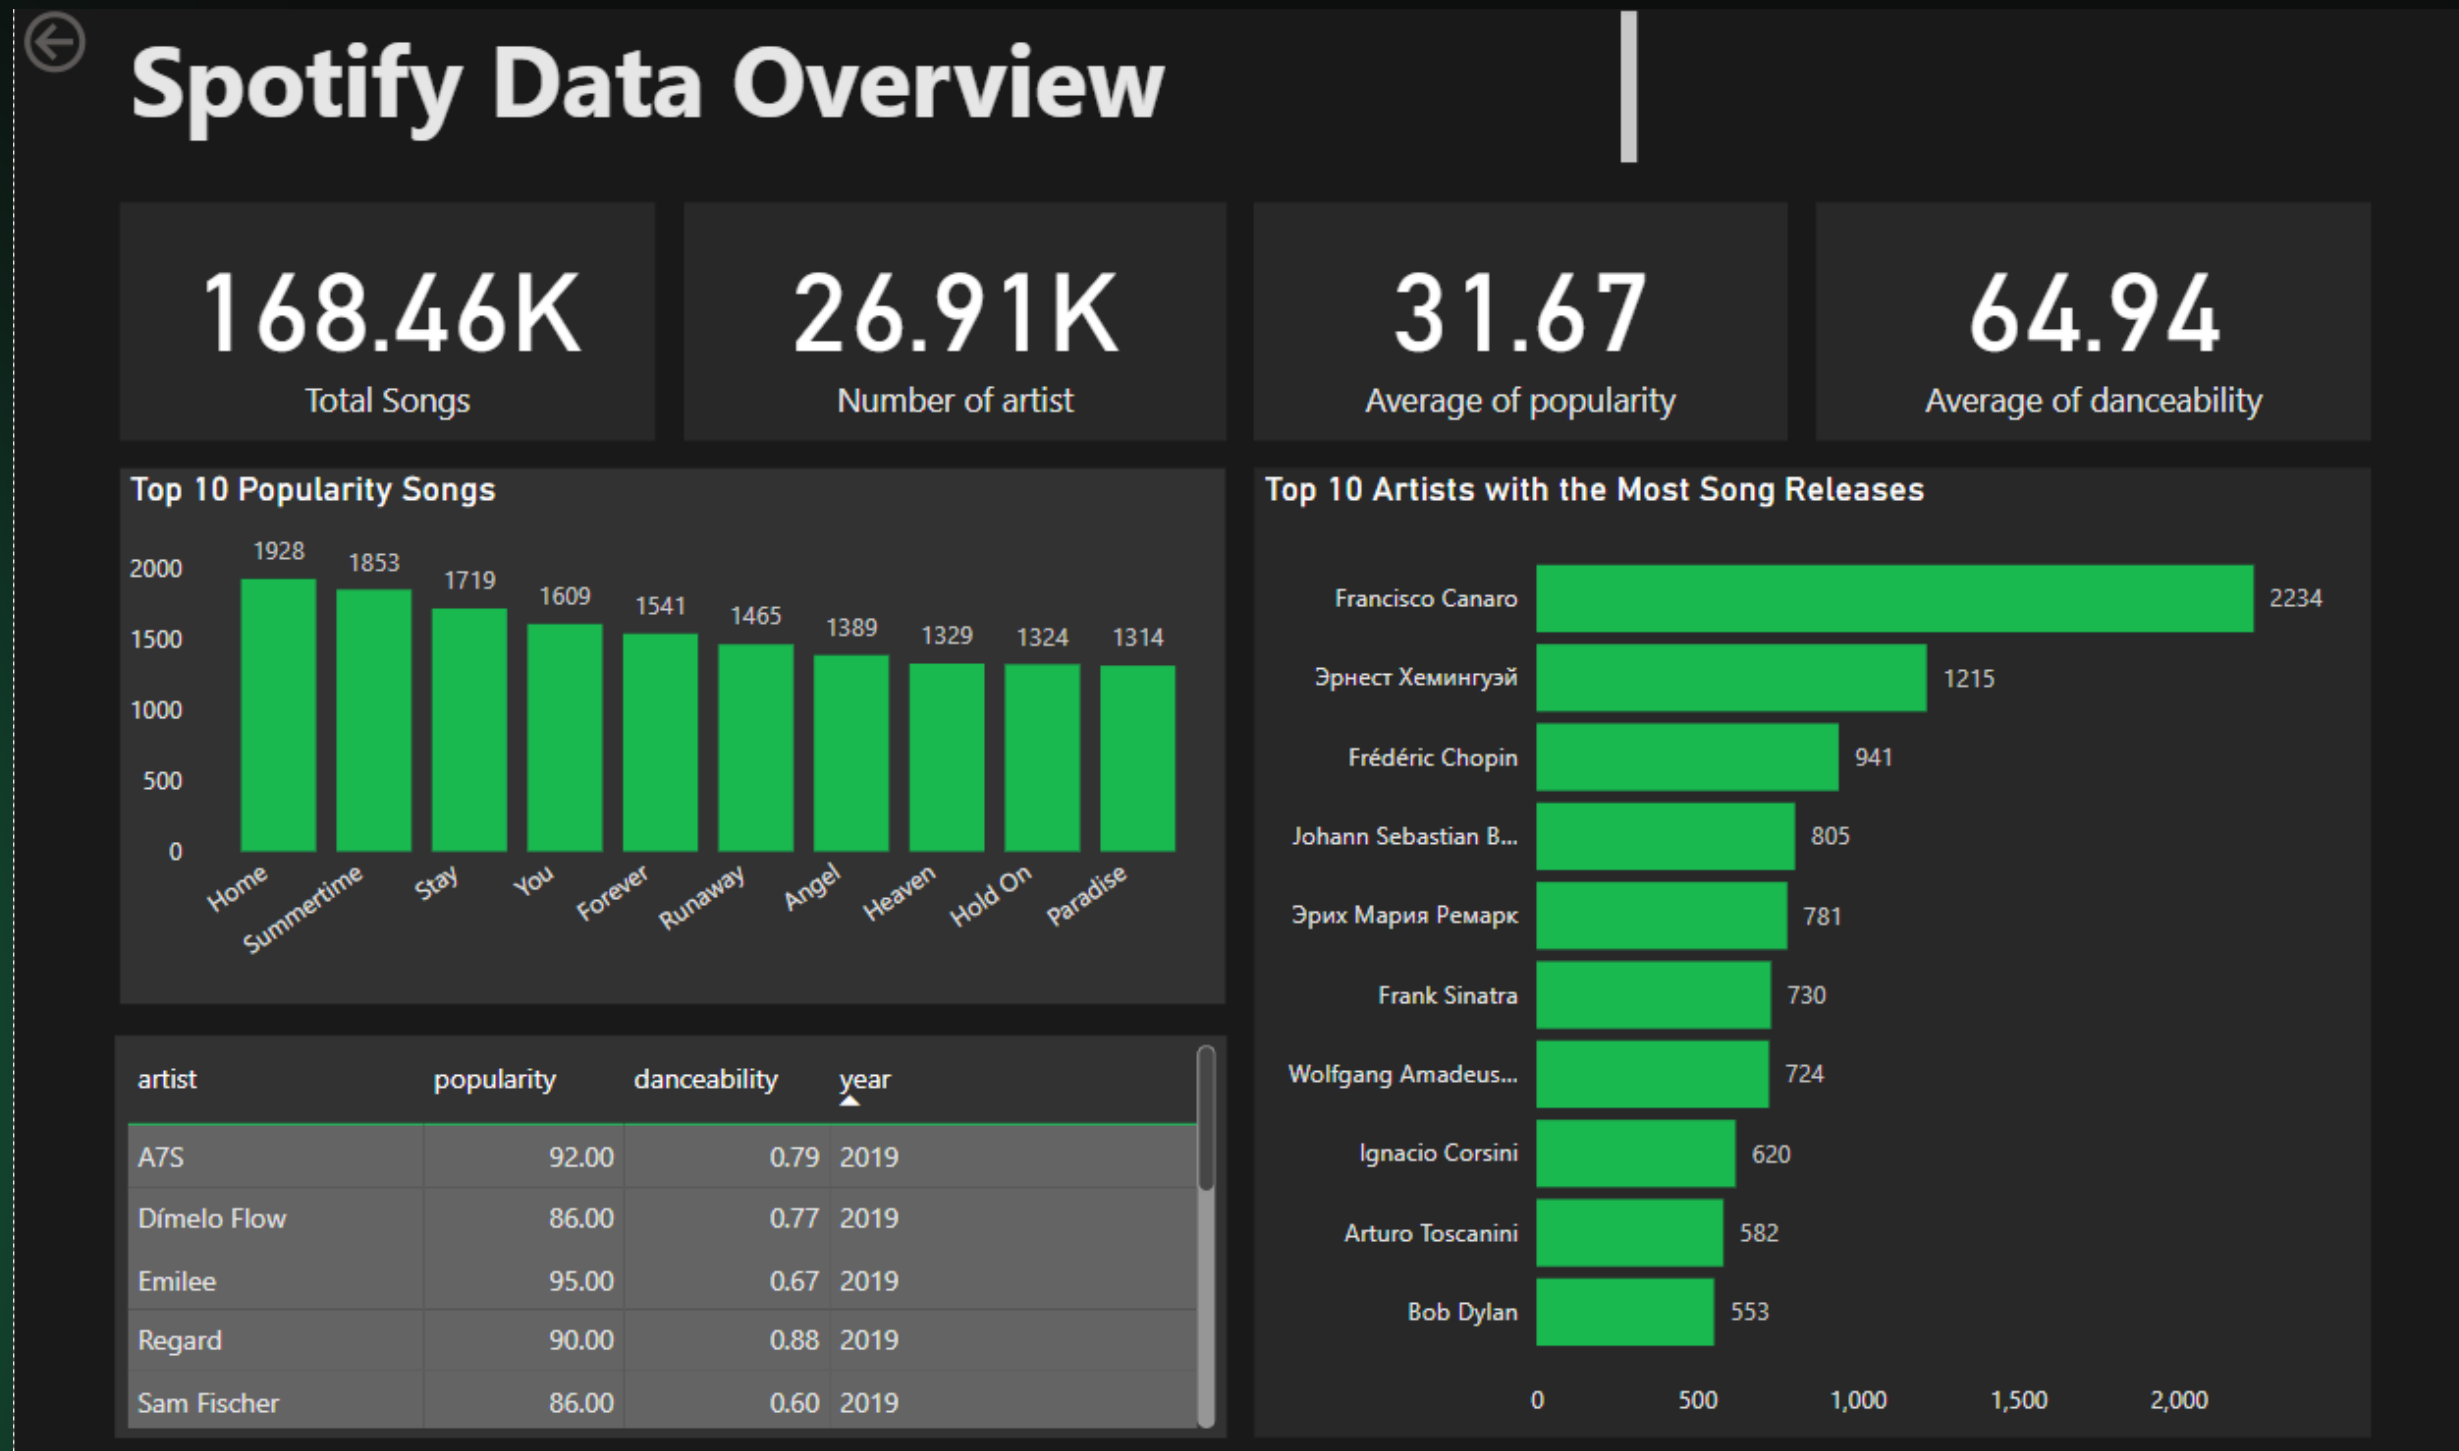 Spotify Data Overview
168.46K
Total Songs
26.91K
Number of artist
31.67
Average of popularity
64.94
Average of danceability
Top 10 Popularity Songs
2000
1500
1000
500
0
1928
1853
1719
1609
1541
1465
1389
1329
1324
1314
Home
Summertime
Stay
You
Forever
Runaway
Angel
Heaven
Hold On
Paradise
artist popularity danceability year
A7S 92.00 0.79 2019
Dímelo Flow 86.00 0.77 2019
Emilee 95.00 0.67 2019
Regard 90.00 0.88 2019
Sam Fischer 86.00 0.60 2019
Top 10 Artists with the Most Song Releases
Francisco Canaro 2234
Эрнест Хемингуэй 1215
Frédéric Chopin 941
Johann Sebastian B... 805
Эрих Мария Ремарк 781
Frank Sinatra 730
Wolfgang Amadeus... 724
Ignacio Corsini 620
Arturo Toscanini 582
Bob Dylan 553
0 500 1,000 1,500 2,000